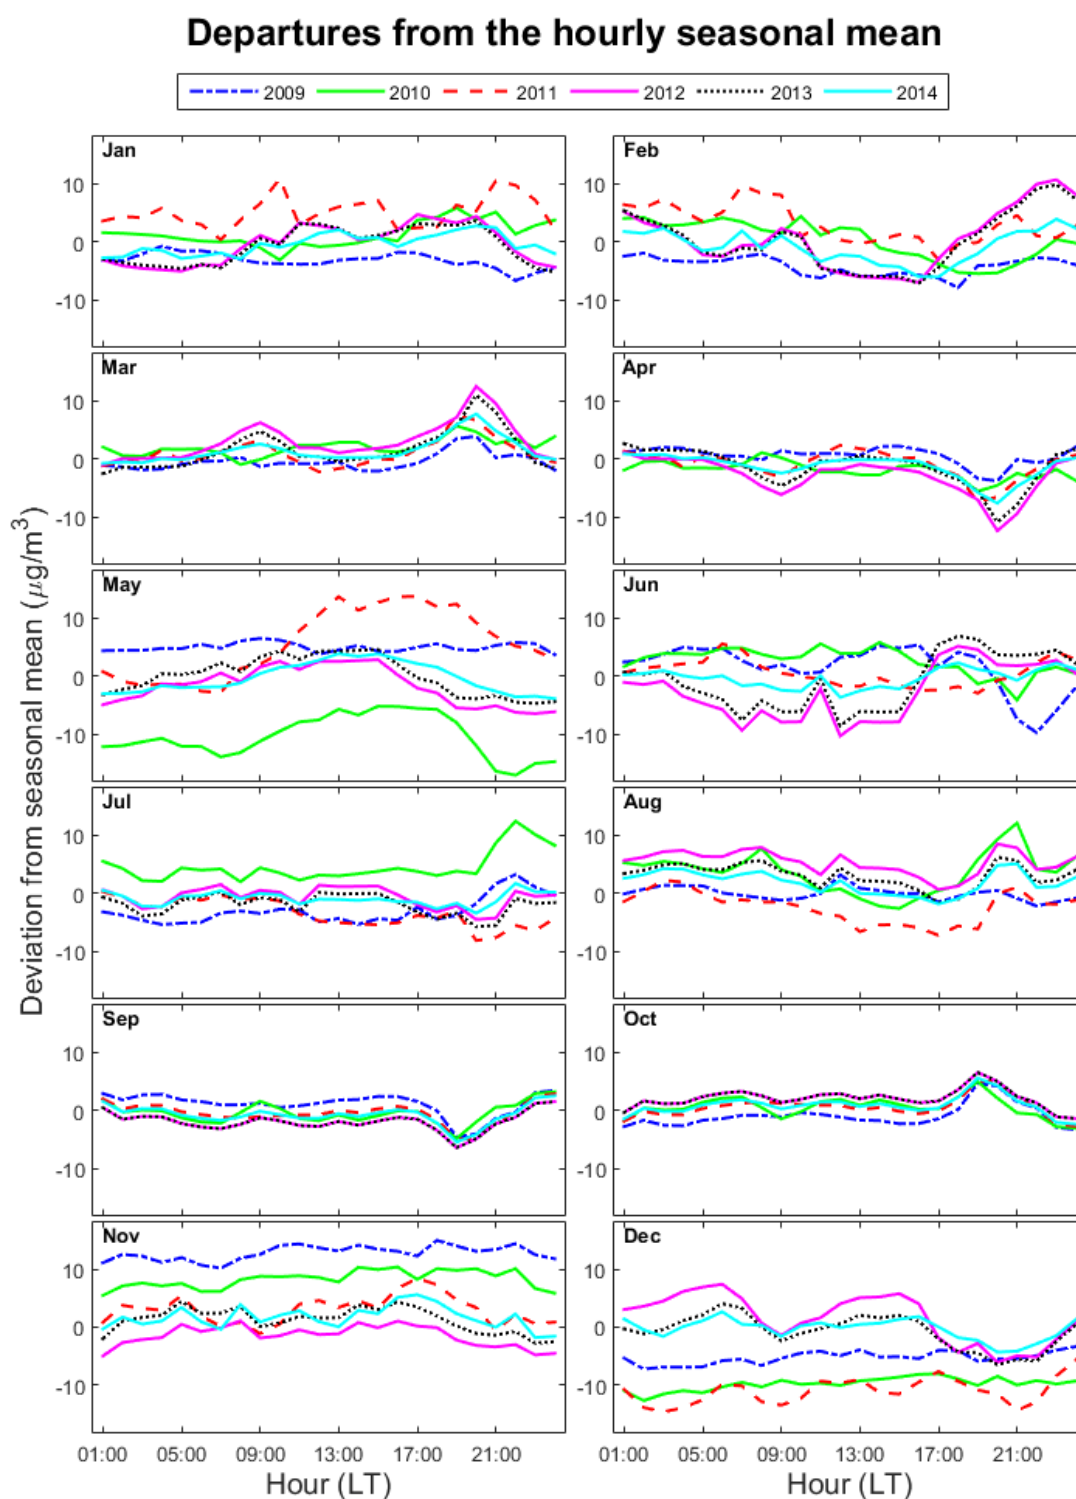 Departures from the hourly seasonal mean
2009 2010 2011 2012 2013 2014
Deviation from seasonal mean (μg/m³)
Jan
10
0
-10
Feb
10
0
-10
Mar
10
0
-10
Apr
10
0
-10
May
10
0
-10
Jun
10
0
-10
Jul
10
0
-10
Aug
10
0
-10
Sep
10
0
-10
Oct
10
0
-10
Nov
10
0
-10
Dec
10
0
-10
01:00 05:00 09:00 13:00 17:00 21:00
01:00 05:00 09:00 13:00 17:00 21:00
Hour (LT)
Hour (LT)